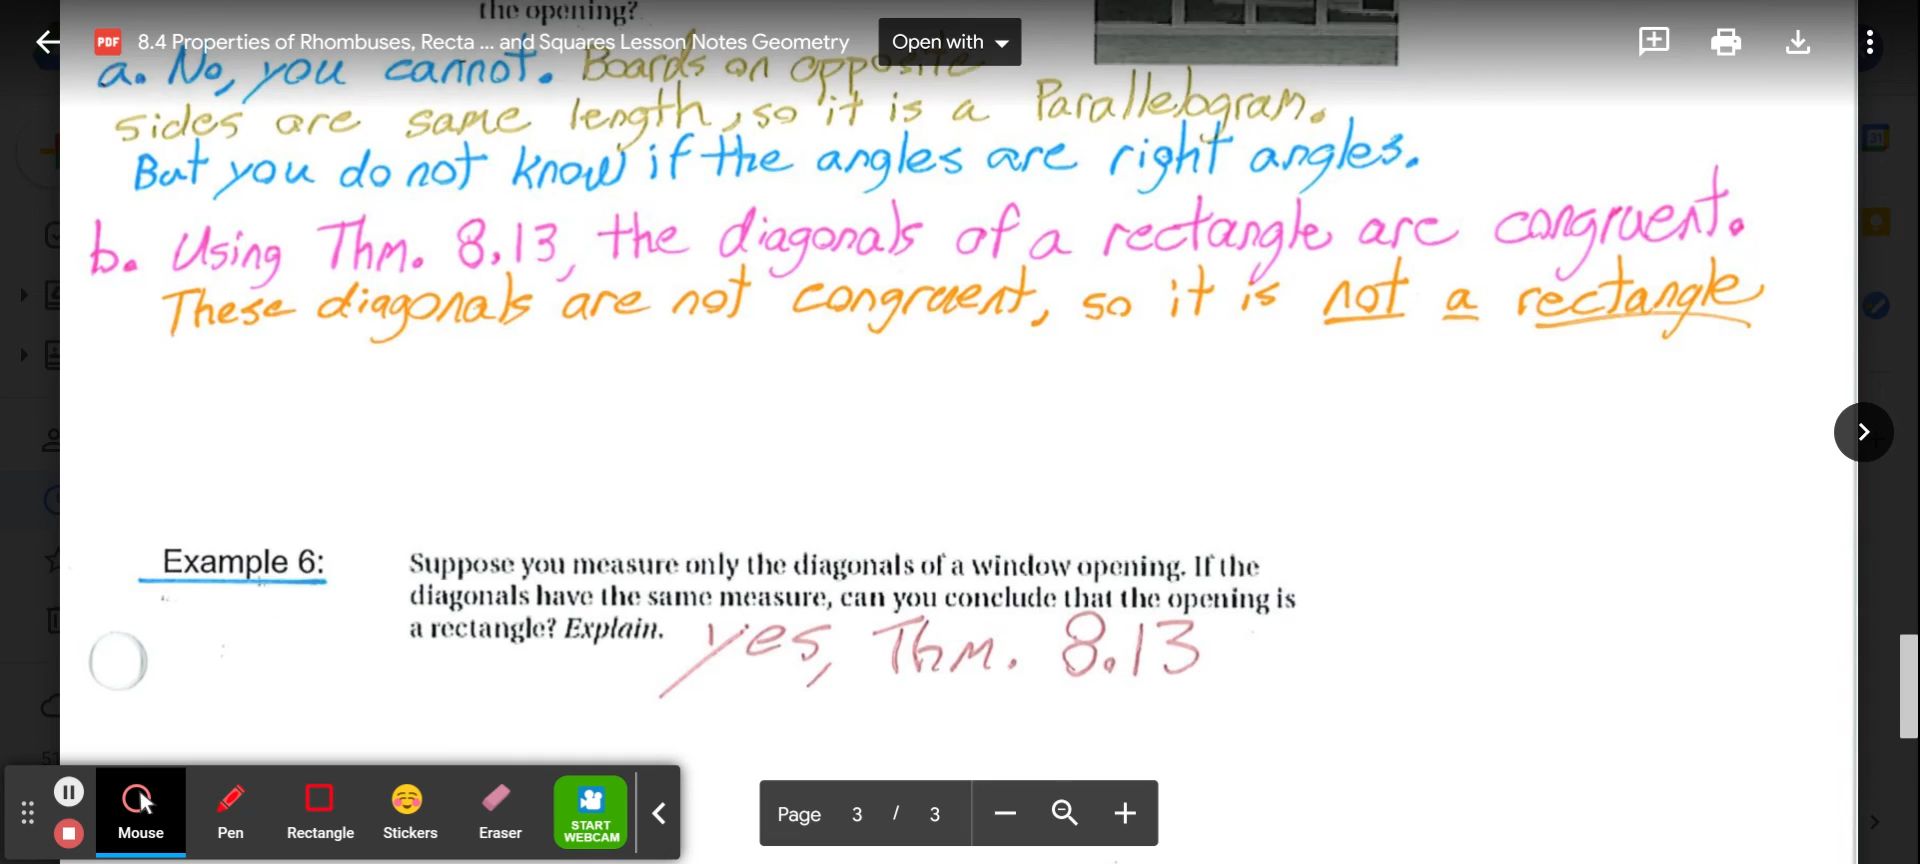 the opening?
PDF 8.4 Properties of Rhombuses, Recta ... and Squares Lesson Notes Geometry Open with
a. No, you cannot. Boards on opposite
sides are same length, so it is a Parallelogram.
But you do not know if the angles are right angles.
b. Using Thm. 8.13, the diagonals of a rectangle are congruent.
These diagonals are not congruent, so it is not a rectangle
Example 6: Suppose you measure only the diagonals of a window opening. If the
diagonals have the same measure, can you conclude that the opening is
a rectangle? Explain. yes, Thm. 8.13
Mouse Pen Rectangle Stickers Eraser START WEBCAM
Page 3 / 3
31